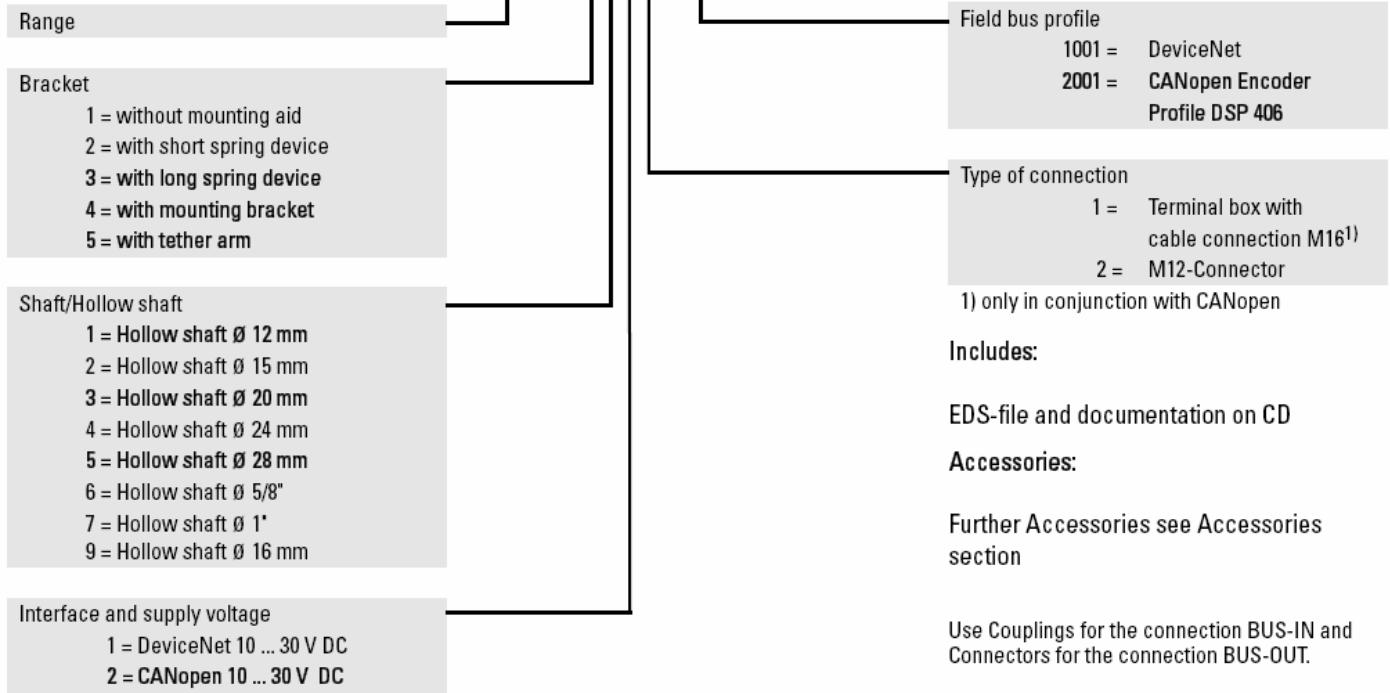 Range
Bracket
1 = without mounting aid
2 = with short spring device
3 = with long spring device
4 = with mounting bracket
5 = with tether arm
Shaft/Hollow shaft
1 = Hollow shaft Ø 12 mm
2 = Hollow shaft Ø 15 mm
3 = Hollow shaft Ø 20 mm
4 = Hollow shaft Ø 24 mm
5 = Hollow shaft Ø 28 mm
6 = Hollow shaft Ø 5/8"
7 = Hollow shaft Ø 1"
9 = Hollow shaft Ø 16 mm
Interface and supply voltage
1 = DeviceNet 10 ... 30 V DC
2 = CANopen 10 ... 30 V DC
Field bus profile
1001 = DeviceNet
2001 = CANopen Encoder
Profile DSP 406
Type of connection
1 = Terminal box with
cable connection M16¹⁾
2 = M12-Connector
1) only in conjunction with CANopen
Includes:
EDS-file and documentation on CD
Accessories:
Further Accessories see Accessories
section
Use Couplings for the connection BUS-IN and
Connectors for the connection BUS-OUT.